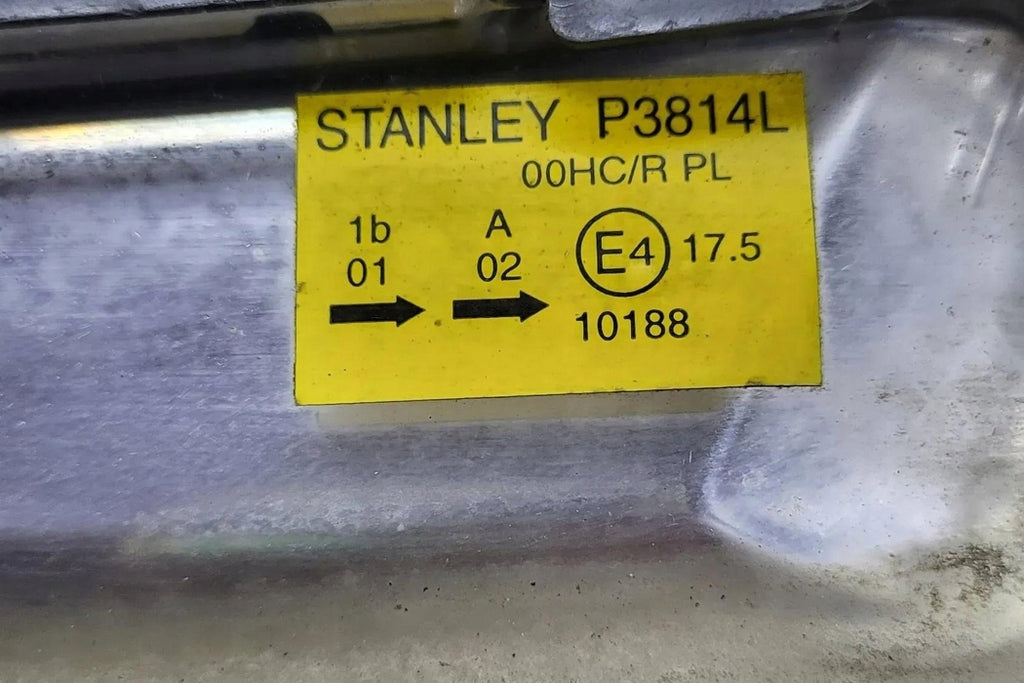 STANLEY P3814L
00HC/R PL
1b A E4 17.5
01 02
10188